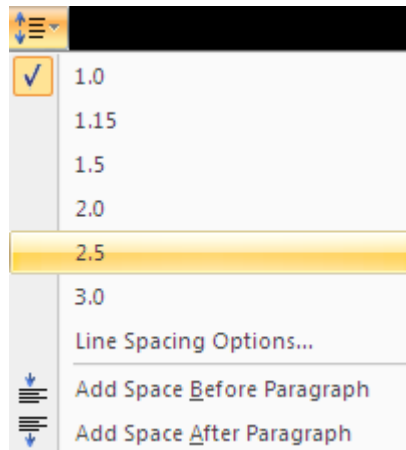 1.0
1.15
1.5
2.0
2.5
3.0
Line Spacing Options...
Add Space Before Paragraph
Add Space After Paragraph